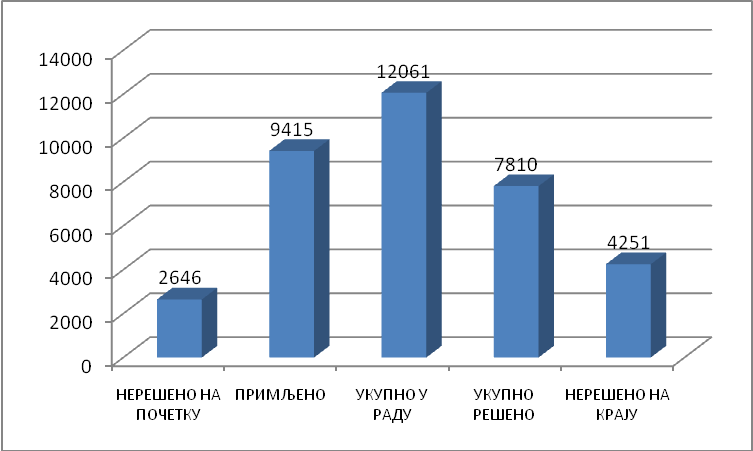 14000
12000
10000
8000
6000
4000
2000
0
2646
9415
12061
7810
4251
НЕРЕШЕНО НА
ПОЧЕТКУ
ПРИМЉЕНО
УКУПНО У
РАДУ
УКУПНО
РЕШЕНО
НЕРЕШЕНО НА
КРАЈУ